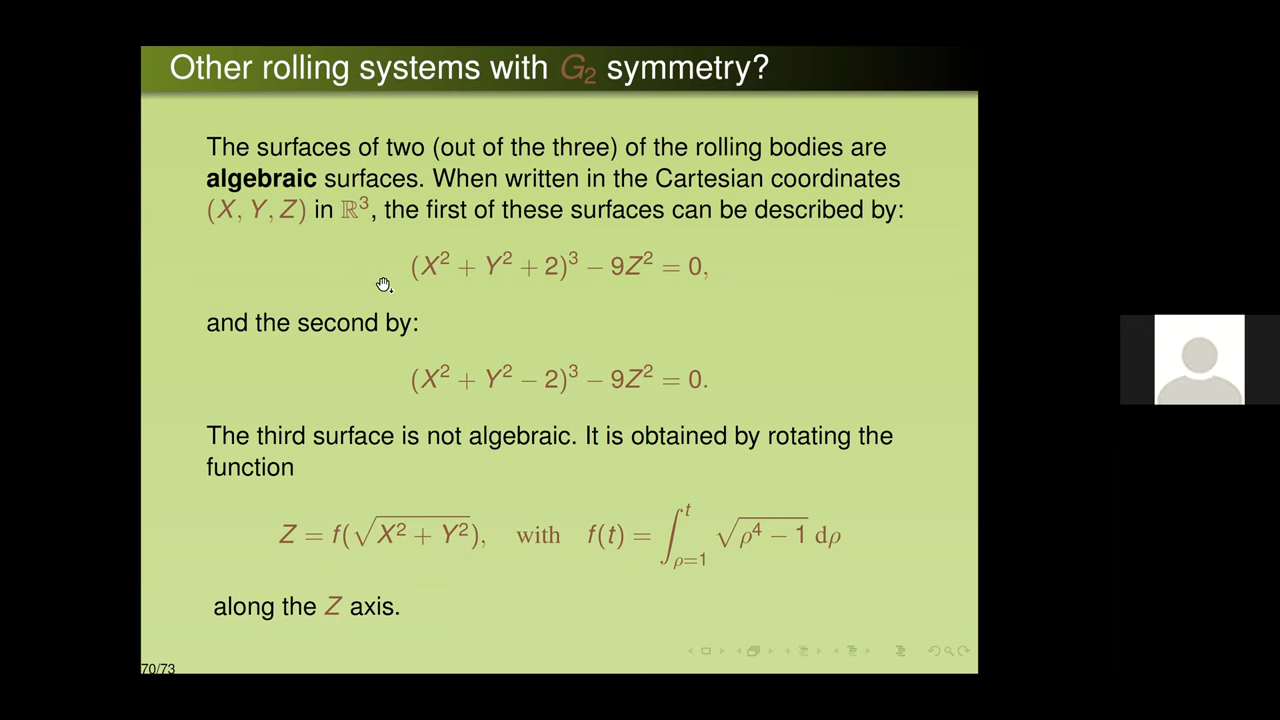 Other rolling systems with G₂ symmetry?
The surfaces of two (out of the three) of the rolling bodies are
algebraic surfaces. When written in the Cartesian coordinates
(X, Y, Z) in ℝ³, the first of these surfaces can be described by:
(X² + Y² + 2)³ − 9Z² = 0,
and the second by:
(X² + Y² − 2)³ − 9Z² = 0.
The third surface is not algebraic. It is obtained by rotating the
function
Z = f(√(X² + Y²)), with f(t) = ∫_{ρ=1}^{t} √(ρ⁴ − 1) dρ
along the Z axis.
70/73